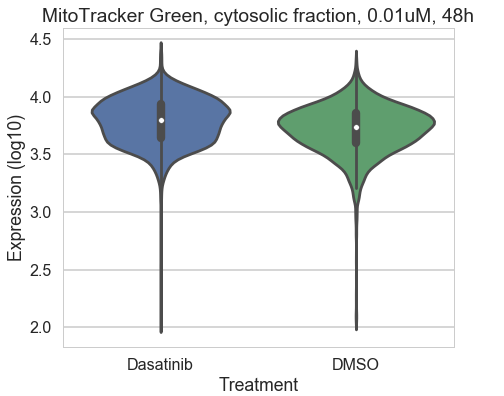 MitoTracker Green, cytosolic fraction, 0.01uM, 48h
Expression (log10)
4.5
4.0
3.5
3.0
2.5
2.0
Dasatinib DMSO
Treatment